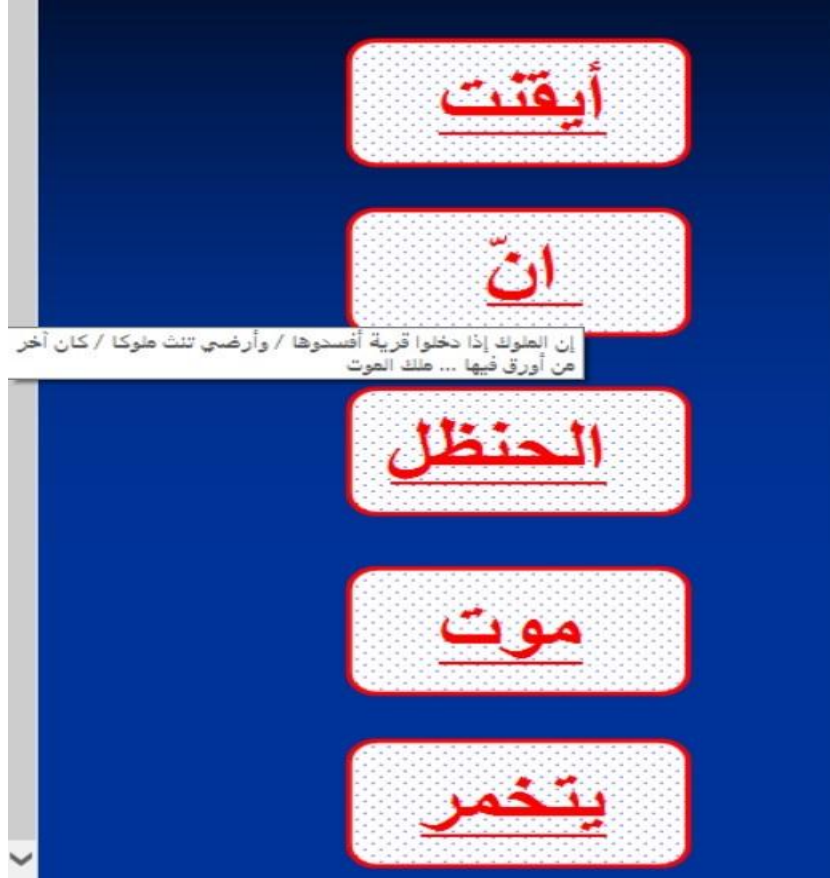 أيقنت
انّ
إن الملوك إذا دخلوا قرية أفسدوها / وأرضي تنث ملوكا / كان آخر
من أورق فيها ... ملك الموت
الحنظل
موت
يتخمر